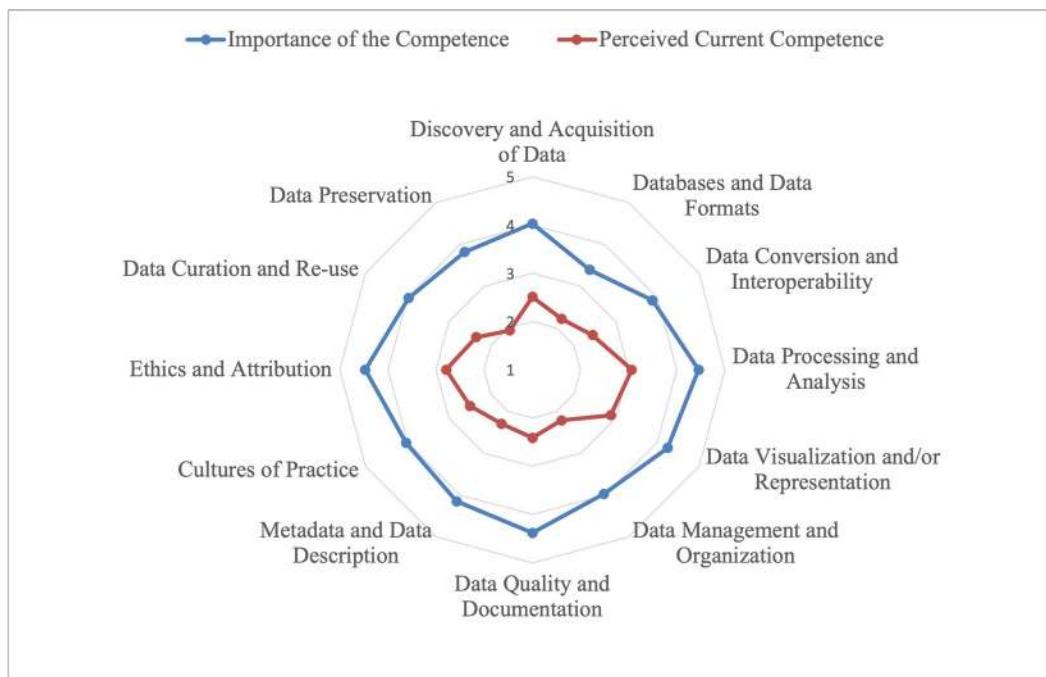 Importance of the Competence
Perceived Current Competence
Discovery and Acquisition
of Data
5
Databases and Data
Formats
Data Preservation
4
Data Conversion and
Interoperability
Data Curation and Re-use
3
2
Ethics and Attribution
1
Data Processing and
Analysis
Cultures of Practice
Data Visualization and/or
Representation
Metadata and Data
Description
Data Management and
Organization
Data Quality and
Documentation